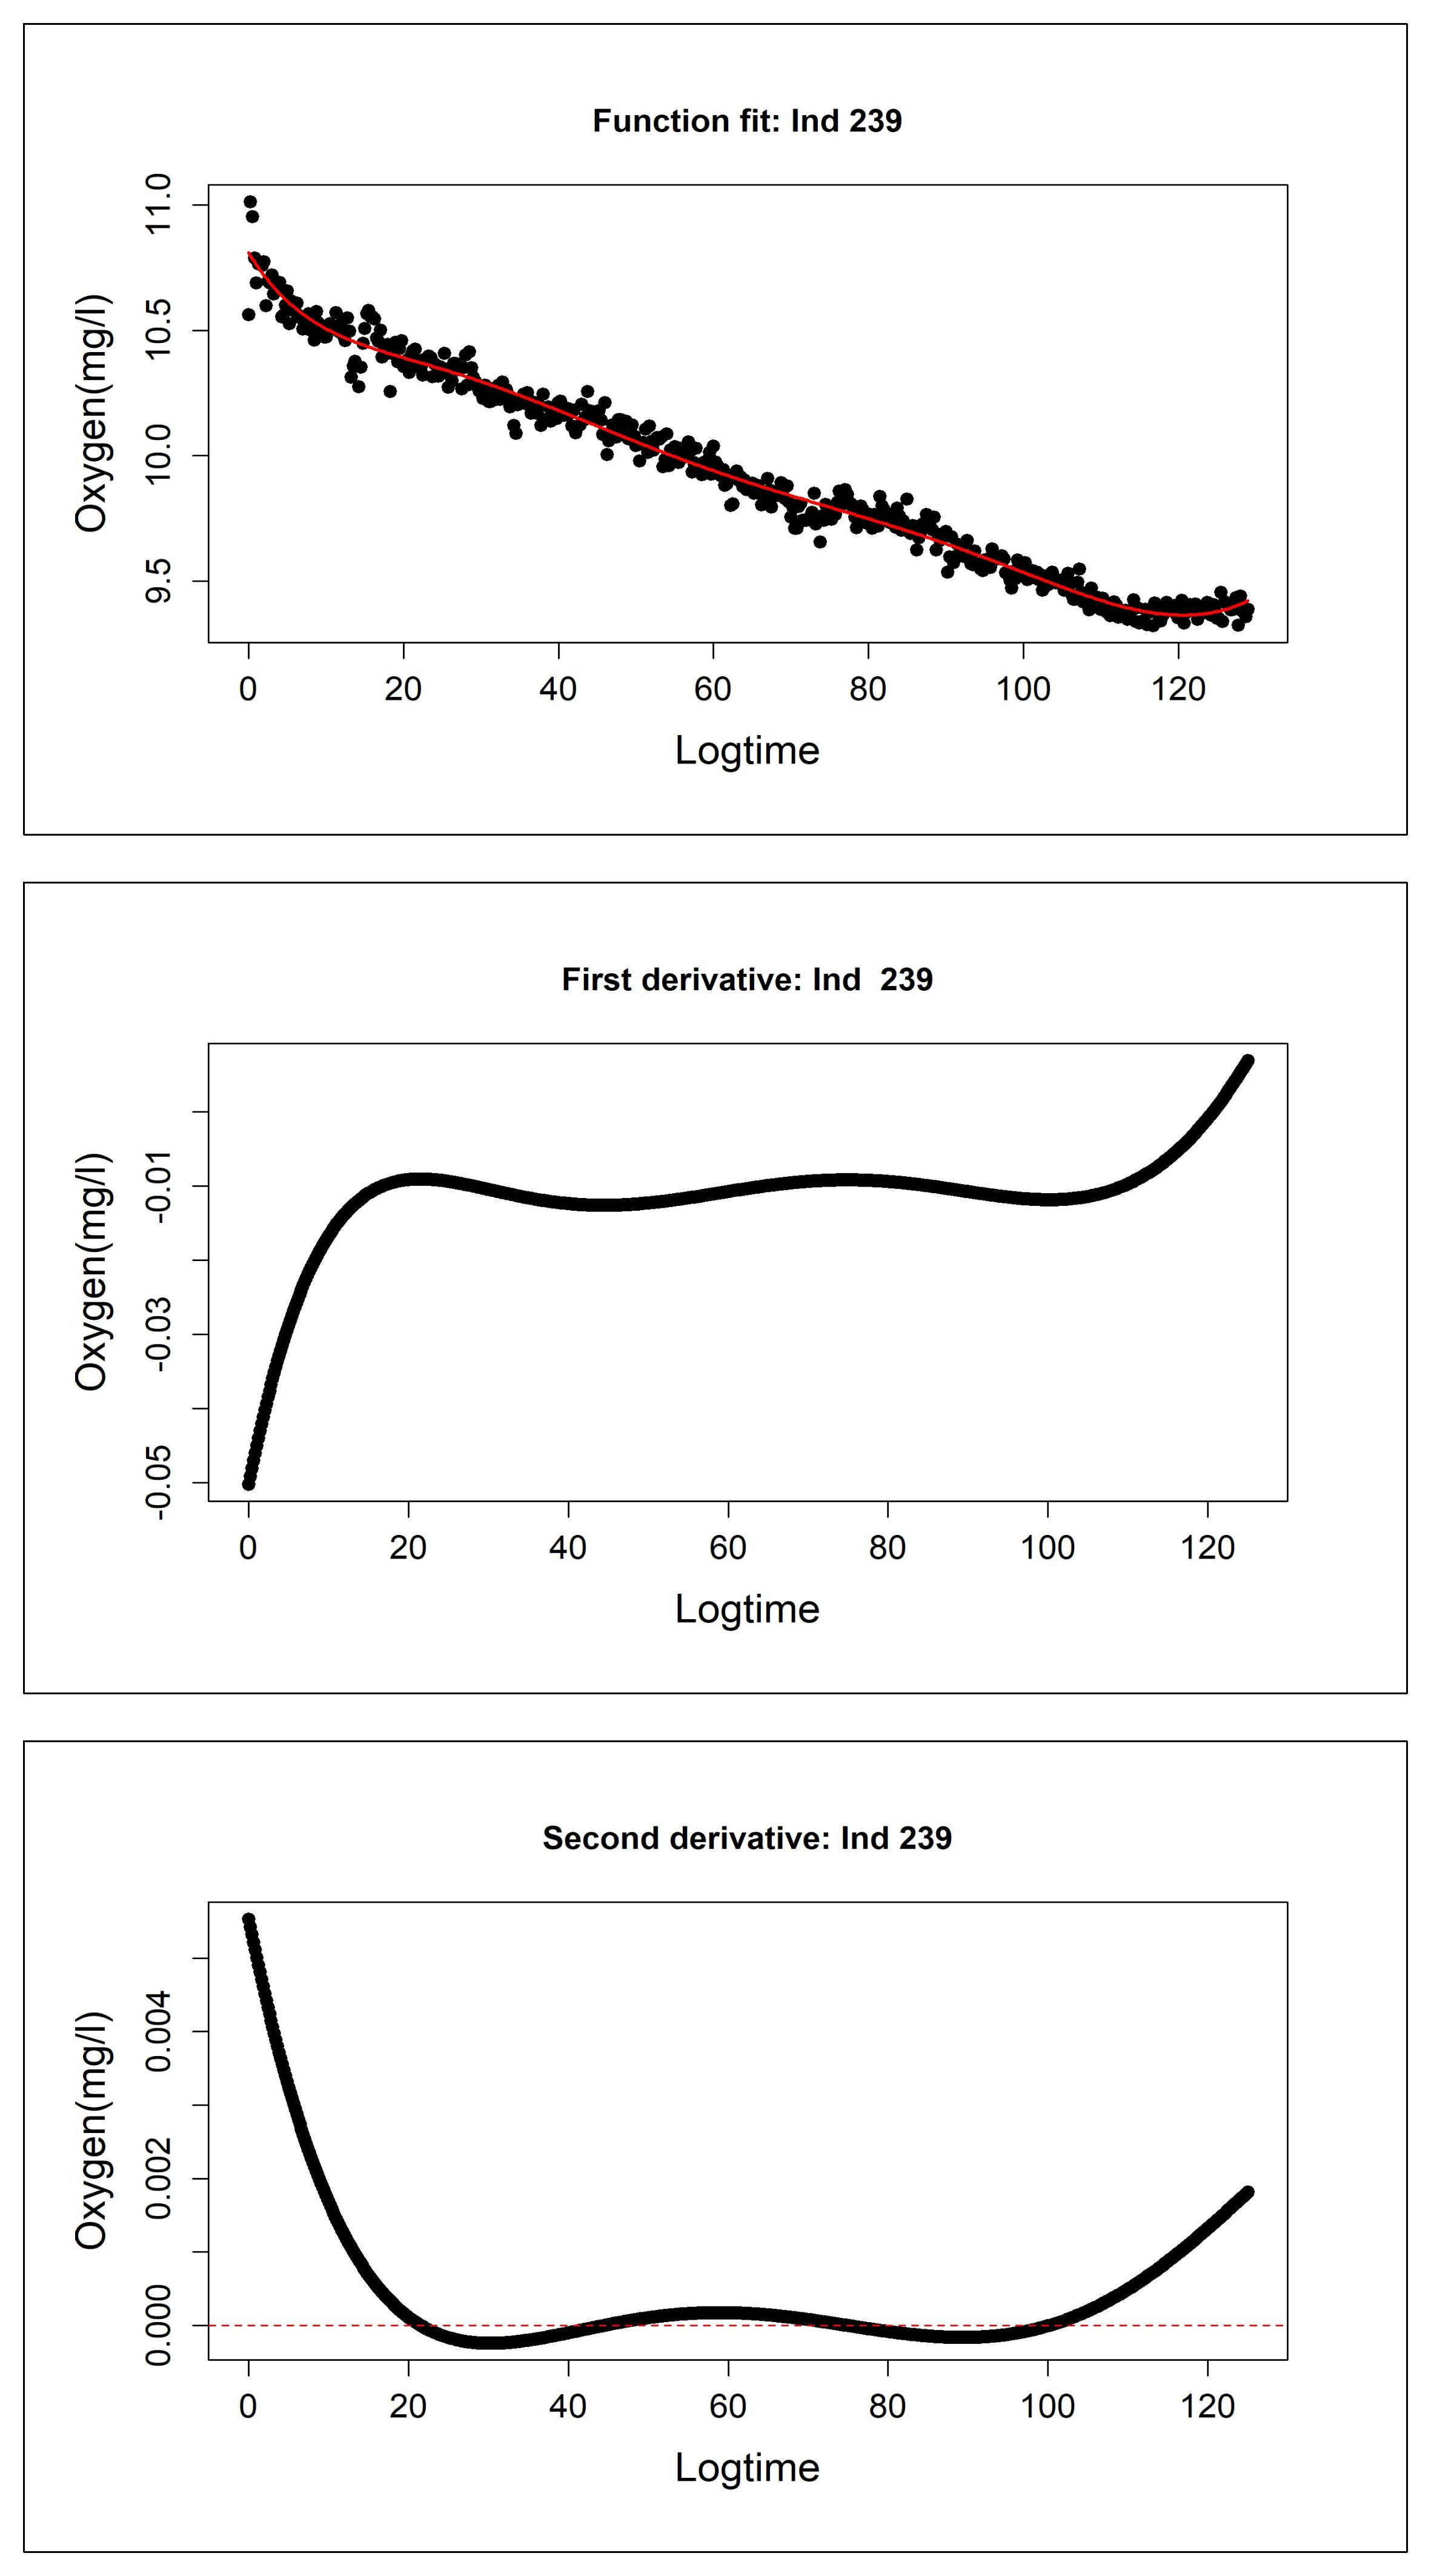 Function fit: Ind 239
Oxygen(mg/l)
11.0
10.5
10.0
9.5
0 20 40 60 80 100 120
Logtime
First derivative: Ind  239
Oxygen(mg/l)
-0.01
-0.03
-0.05
0 20 40 60 80 100 120
Logtime
Second derivative: Ind 239
Oxygen(mg/l)
0.004
0.002
0.000
0 20 40 60 80 100 120
Logtime